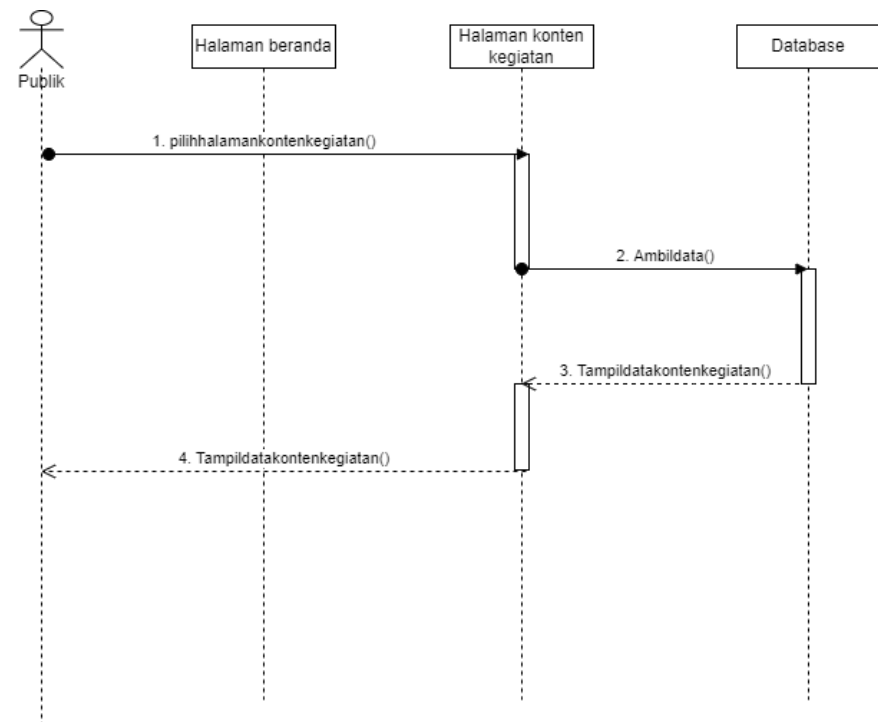 Publik
Halaman beranda
Halaman konten
kegiatan
Database
1. pilihhalamankontenkegiatan()
2. Ambildata()
3. Tampildatakontenkegiatan()
4. Tampildatakontenkegiatan()